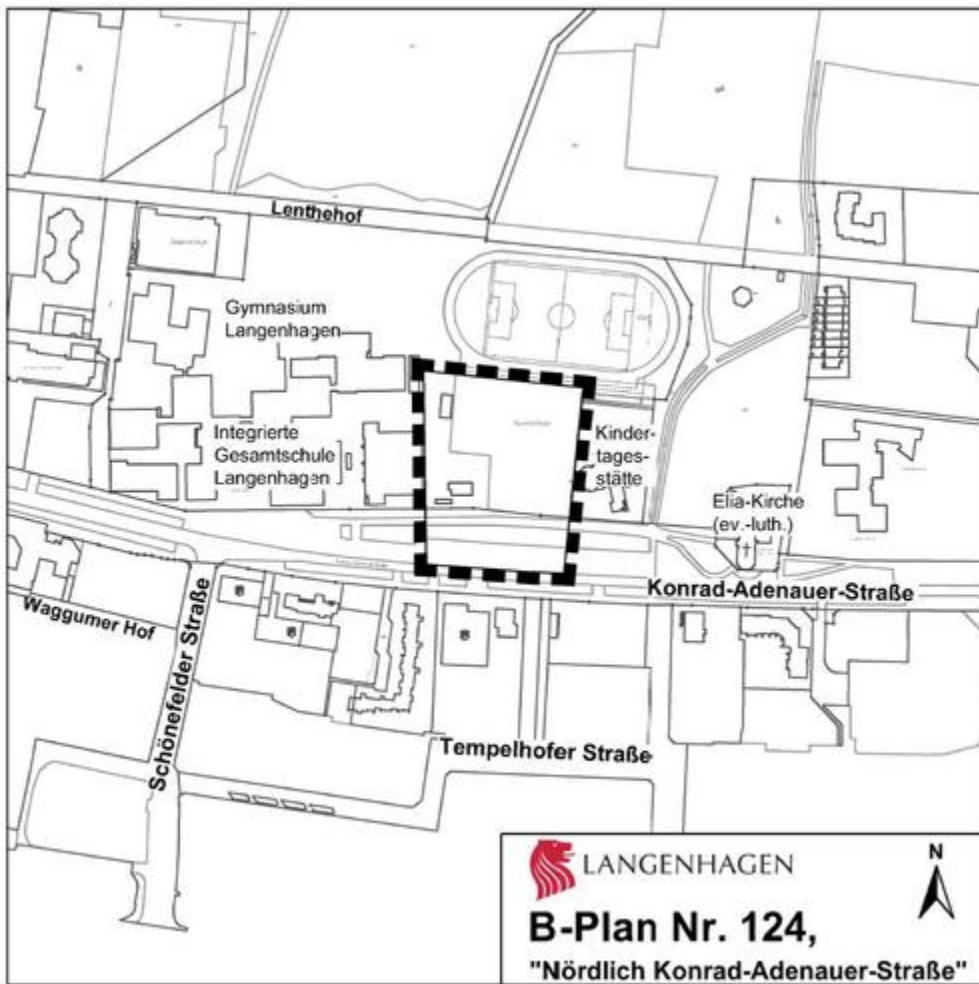 Lenthehof
Gymnasium
Langenhagen
Integrierte
Gesamtschule
Langenhagen
Kinder-
tages-
stätte
Elia-Kirche
(ev.-luth.)
Konrad-Adenauer-Straße
Waggumer Hof
Schönefelder Straße
Tempelhofer Straße
LANGENHAGEN
N
B-Plan Nr. 124,
"Nördlich Konrad-Adenauer-Straße"